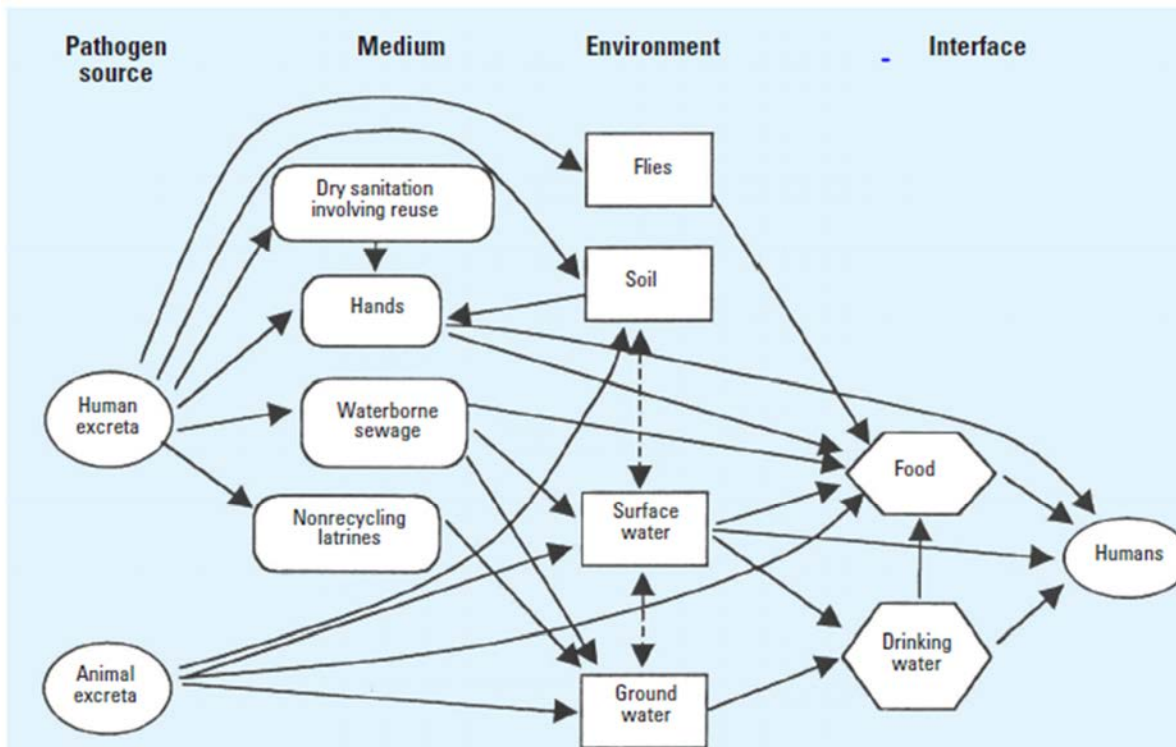 Pathogen
source
Medium
Environment
Interface
Flies
Dry sanitation
involving reuse
Soil
Hands
Human
excreta
Waterborne
sewage
Food
Nonrecycling
latrines
Surface
water
Humans
Animal
excreta
Drinking
water
Ground
water